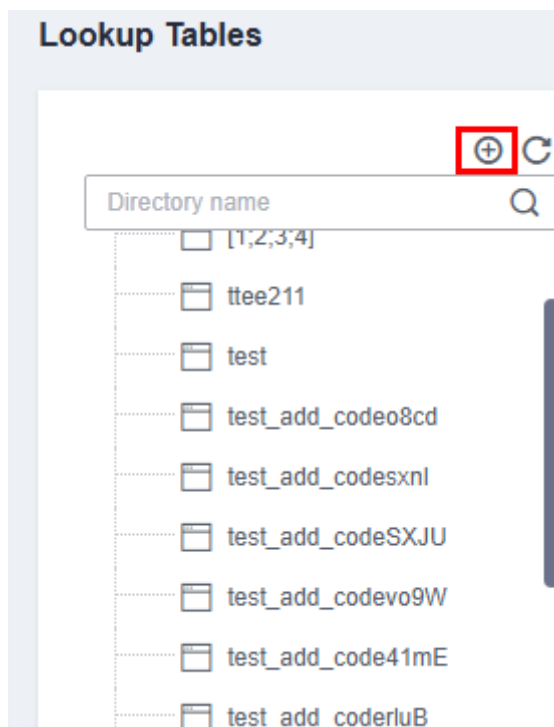 Lookup Tables
Directory name
[1;2;3;4]
ttee211
test
test_add_codeo8cd
test_add_codesxnl
test_add_codeSXJU
test_add_codevo9W
test_add_code41mE
test_add_coderluB